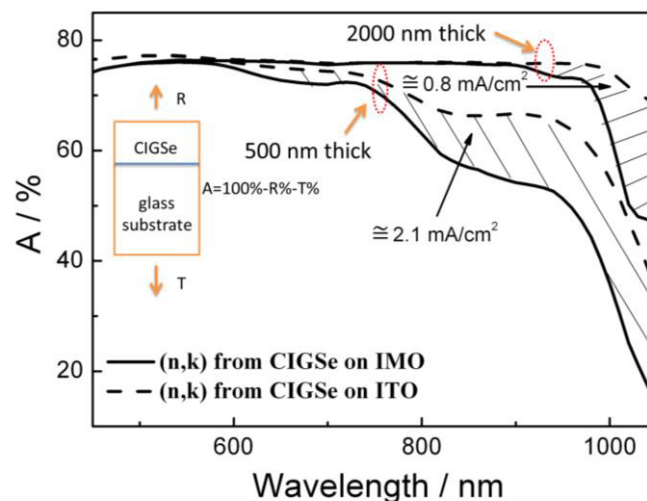 80
60
40
20
A / %
2000 nm thick
≅ 0.8 mA/cm²
500 nm thick
≅ 2.1 mA/cm²
R
CIGSe
A=100%-R%-T%
glass
substrate
T
(n,k) from CIGSe on IMO
(n,k) from CIGSe on ITO
600
800
1000
Wavelength / nm